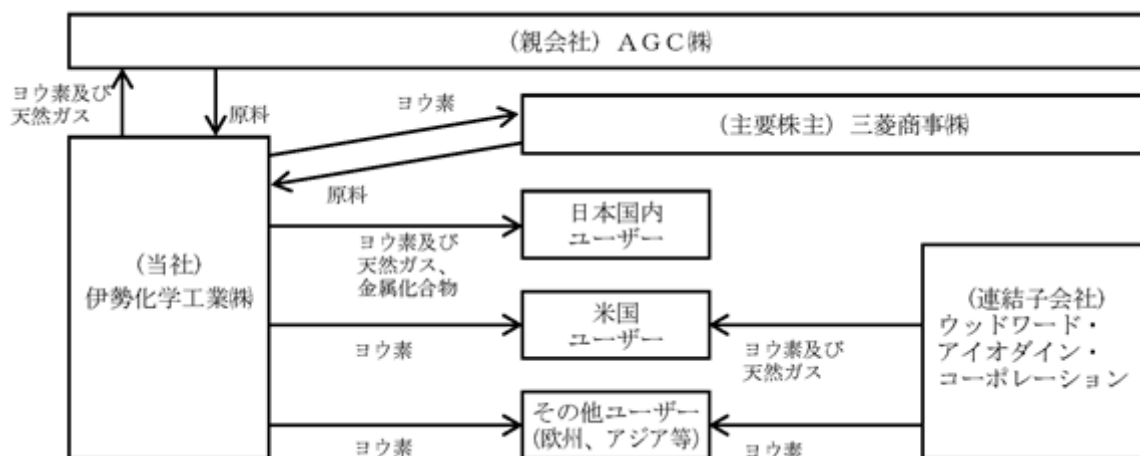 (親会社) AGC㈱
ヨウ素及び
天然ガス
原料
ヨウ素
(主要株主) 三菱商事㈱
原料
日本国内
ユーザー
ヨウ素及び
天然ガス、
金属化合物
(当社)
伊勢化学工業㈱
米国
ユーザー
ヨウ素
ヨウ素及び
天然ガス
(連結子会社)
ウッドワード・
アイオダイン・
コーポレーション
その他ユーザー
(欧州、アジア等)
ヨウ素
ヨウ素